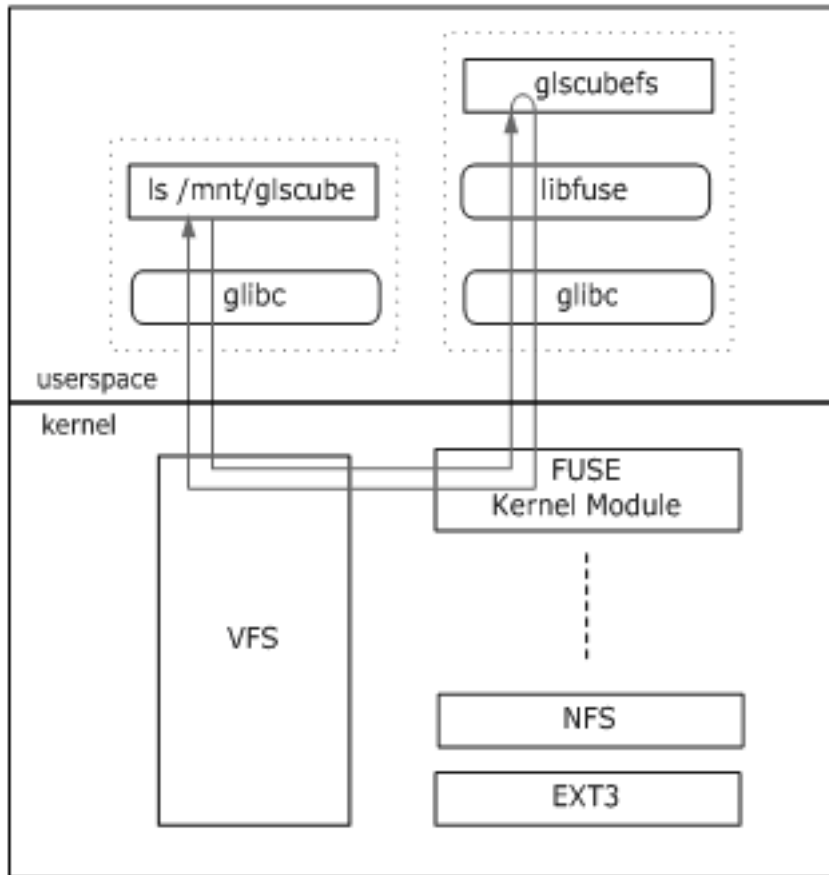 glscubefs
ls /mnt/glscube
libfuse
glibc
glibc
userspace
kernel
FUSE
Kernel Module
VFS
NFS
EXT3